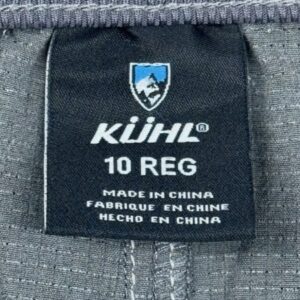 KÜHL®
10 REG
MADE IN CHINA
FABRIQUE EN CHINE
HECHO EN CHINA